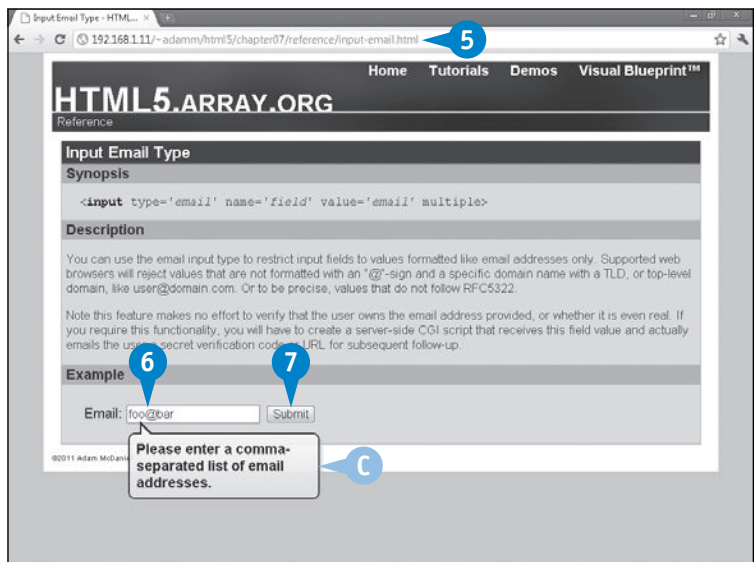 Input Email Type - HTML...
192.168.1.11/~adamm/html5/chapter07/reference/input-email.html
5
Home Tutorials Demos Visual Blueprint™
HTML5.ARRAY.ORG
Reference
Input Email Type
Synopsis
<input type='email' name='field' value='email' multiple>
Description
You can use the email input type to restrict input fields to values formatted like email addresses only. Supported web
browsers will reject values that are not formatted with an "@"-sign and a specific domain name with a TLD, or top-level
domain, like user@domain.com. Or to be precise, values that do not follow RFC5322.
Note this feature makes no effort to verify that the user owns the email address provided, or whether it is even real. If
you require this functionality, you will have to create a server-side CGI script that receives this field value and actually
emails the user a secret verification code or URL for subsequent follow-up.
6
7
Example
Email: foo@bar Submit
Please enter a comma-
separated list of email
addresses.
C
©2011 Adam McDani